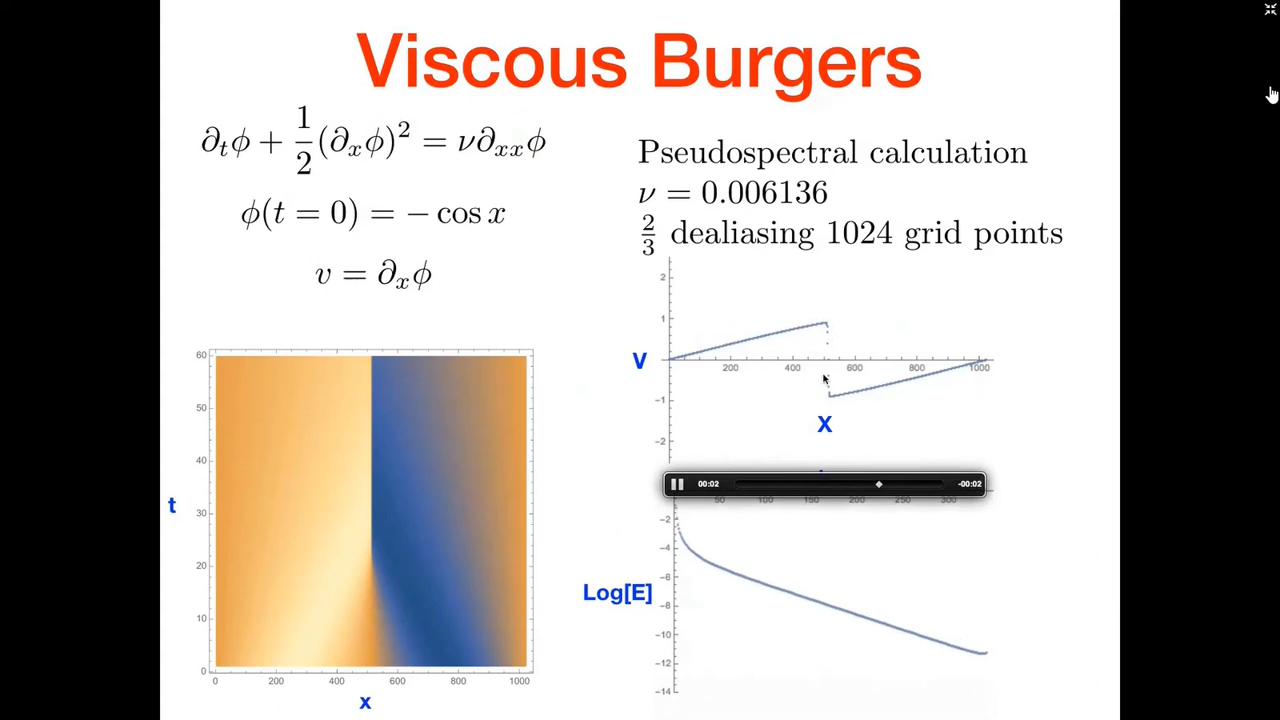 Viscous Burgers
∂ₜϕ + 1/2 (∂ₓϕ)² = ν∂ₓₓϕ
ϕ(t = 0) = − cos x
v = ∂ₓϕ
Pseudospectral calculation
ν = 0.006136
2/3 dealiasing 1024 grid points
2
1
V
200 400 600 800 1000
−1
X
−2
00:02 -00:02
50 100 150 200 250 300
−2
−4
−6
Log[E]
−8
−10
−12
−14
60
50
40
t
30
20
10
0
0 200 400 600 800 1000
x